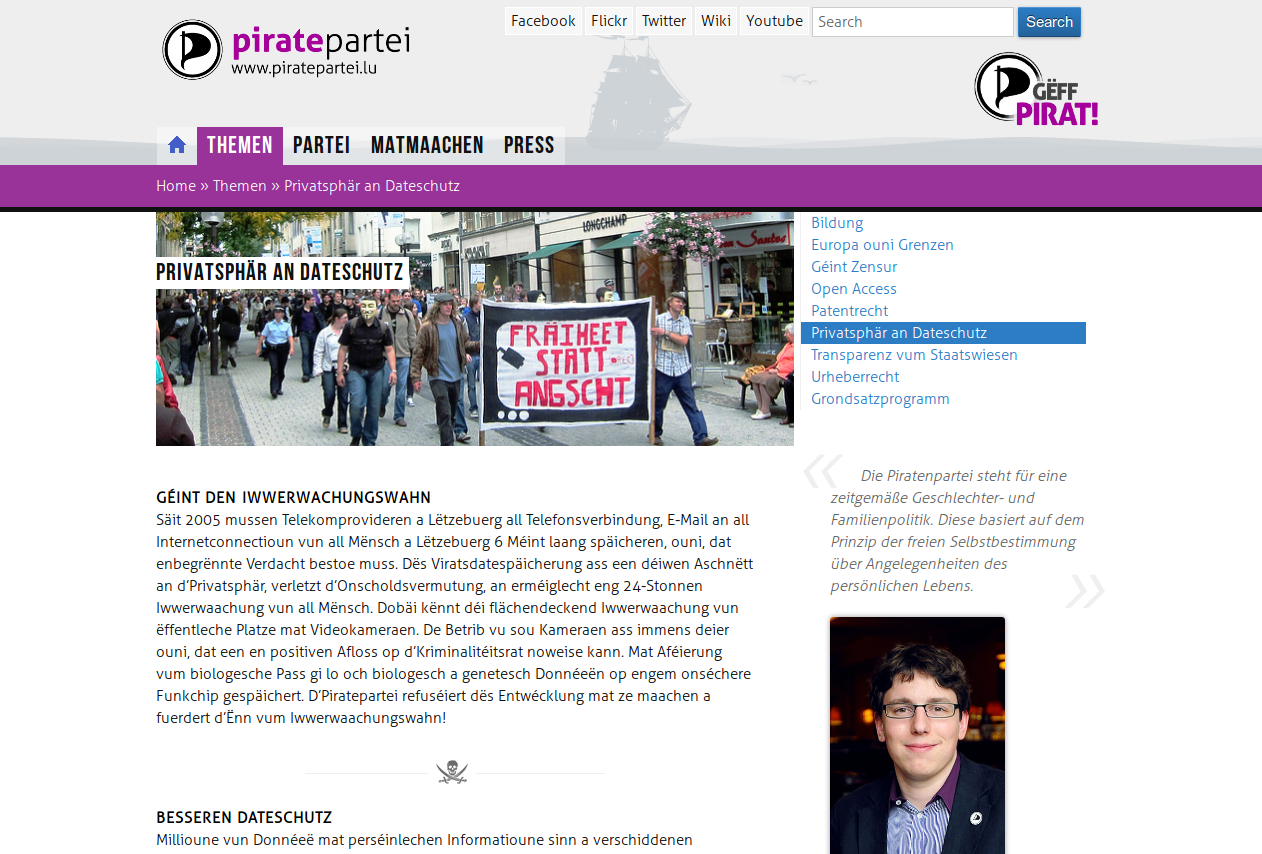 Facebook
Flickr
Twitter
Wiki
Youtube
Search
Search
piratepartei
www.piratepartei.lu
GËFF
PIRAT!
THEMEN
PARTEI
MATMAACHEN
PRESS
Home » Themen » Privatsphär an Dateschutz
LONGCHAMP
PRIVATSPHÄR AN DATESCHUTZ
FRÄIHEET
STATT
ANGSCHT
Bildung
Europa ouni Grenzen
Géint Zensur
Open Access
Patentrecht
Privatsphär an Dateschutz
Transparenz vum Staatswiesen
Urheberrecht
Grondsatzprogramm
GÉINT DEN IWWERWACHUNGSWAHN
Säit 2005 mussen Telekomprovideren a Lëtzebuerg all Telefonsverbindung, E-Mail an all
Internetconnectioun vun all Mënsch a Lëtzebuerg 6 Méint laang späicheren, ouni, dat
enbegrënnte Verdacht bestoe muss. Dës Viratsdatespäicherung ass een déiwen Aschnëtt
an d’Privatsphär, verletzt d’Onscholdsvermutung, an erméiglecht eng 24-Stonnen
Iwwerwaachung vun all Mënsch. Dobäi kënnt déi flächendeckend Iwwerwaachung vun
ëffentleche Platze mat Videokameraen. De Betrib vu sou Kameraen ass immens deier
ouni, dat een en positiven Afloss op d’Kriminalitéitsrat noweise kann. Mat Aféierung
vum biologesche Pass gi lo och biologesch a genetesch Donnéeën op engem onséchere
Funkchip gespäichert. D’Piratepartei refuséiert dës Entwécklung mat ze maachen a
fuerdert d’Ënn vum Iwwerwaachungswahn!
BESSEREN DATESCHUTZ
Millioune vun Donnéeë mat perséinlechen Informatioune sinn a verschiddenen
« Die Piratenpartei steht für eine
zeitgemäße Geschlechter- und
Familienpolitik. Diese basiert auf dem
Prinzip der freien Selbstbestimmung
über Angelegenheiten des
persönlichen Lebens. »